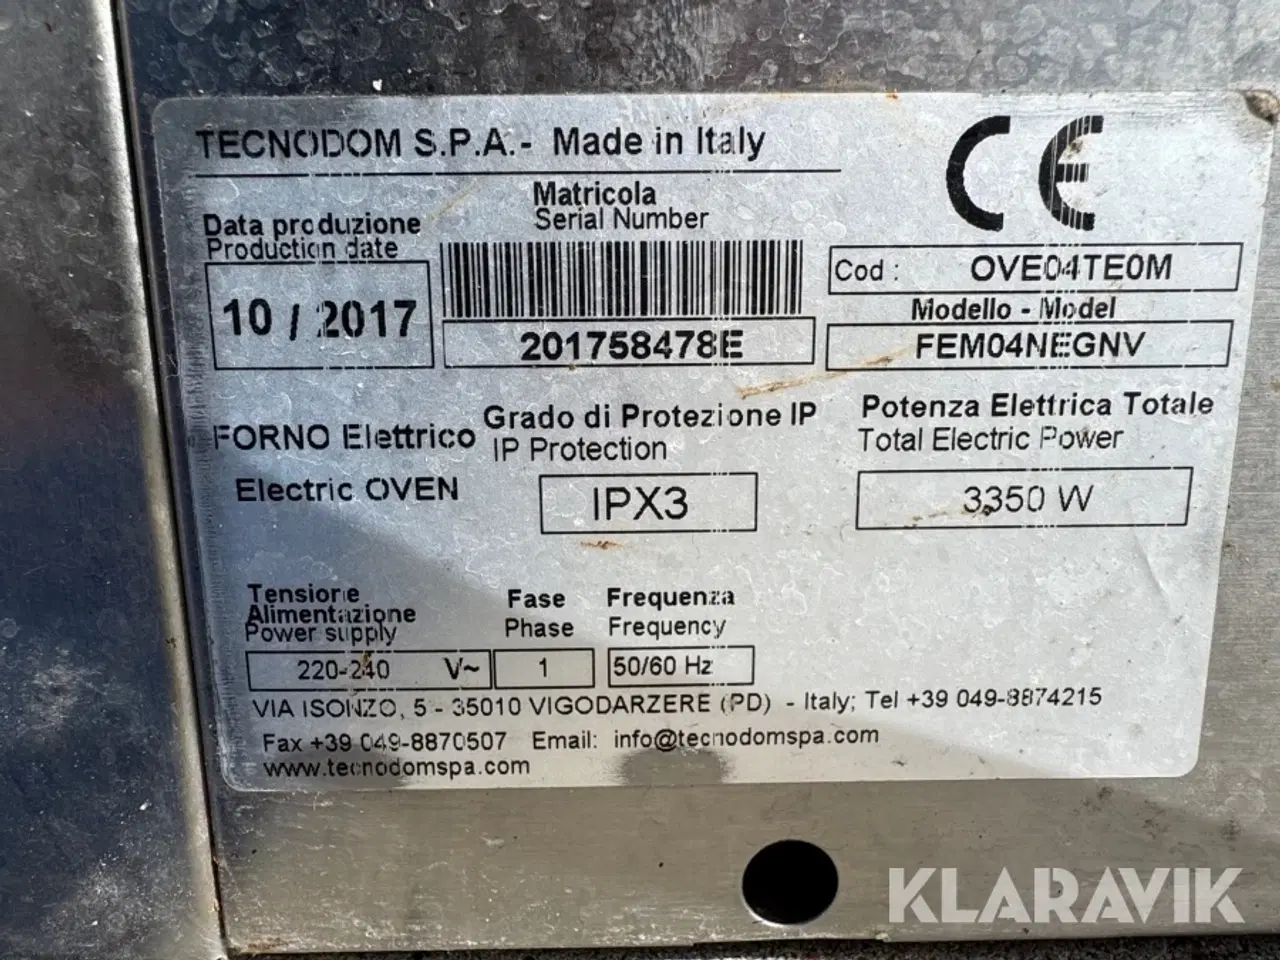 TECNODOM S.P.A.- Made in Italy
CE
Matricola
Serial Number
Data produzione
Production date
10 / 2017
201758478E
Cod : OVE04TE0M
Modello - Model
FEM04NEGNV
FORNO Elettrico
Electric OVEN
Grado di Protezione IP
IP Protection
IPX3
Potenza Elettrica Totale
Total Electric Power
3350 W
Tensione
Alimentazione
Power supply
220-240 V~
Fase
Phase
1
Frequenza
Frequency
50/60 Hz
VIA ISONZO, 5 - 35010 VIGODARZERE (PD) - Italy; Tel +39 049-8874215
Fax +39 049-8870507 Email: info@tecnodomspa.com
www.tecnodomspa.com
KLARAVIK